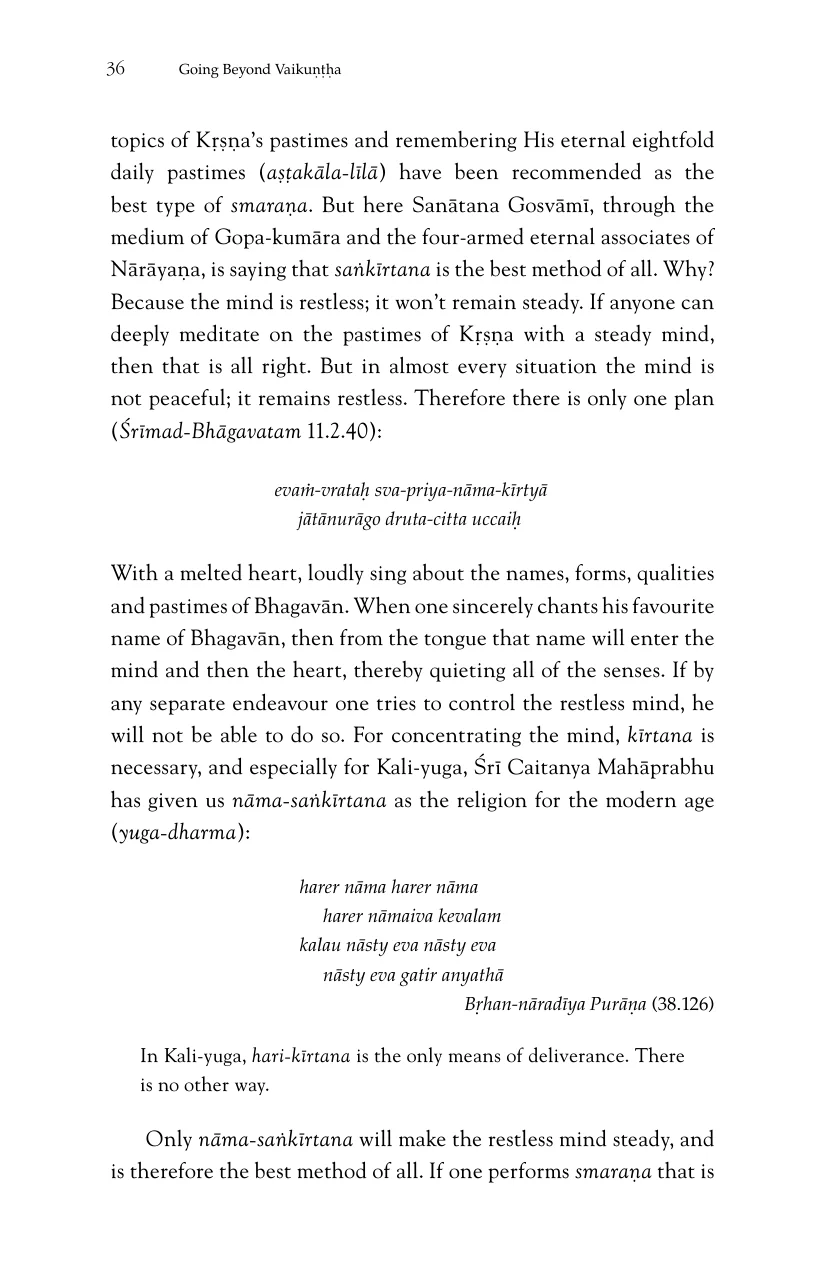 36 Going Beyond Vaikuṇṭha
topics of Kṛṣṇa’s pastimes and remembering His eternal eightfold
daily pastimes (aṣṭakāla-līlā) have been recommended as the
best type of smaraṇa. But here Sanātana Gosvāmī, through the
medium of Gopa-kumāra and the four-armed eternal associates of
Nārāyaṇa, is saying that saṅkīrtana is the best method of all. Why?
Because the mind is restless; it won’t remain steady. If anyone can
deeply meditate on the pastimes of Kṛṣṇa with a steady mind,
then that is all right. But in almost every situation the mind is
not peaceful; it remains restless. Therefore there is only one plan
(Śrīmad-Bhāgavatam 11.2.40):
evaṁ-vrataḥ sva-priya-nāma-kīrtyā
jātānurāgo druta-citta uccaiḥ
With a melted heart, loudly sing about the names, forms, qualities
and pastimes of Bhagavān. When one sincerely chants his favourite
name of Bhagavān, then from the tongue that name will enter the
mind and then the heart, thereby quieting all of the senses. If by
any separate endeavour one tries to control the restless mind, he
will not be able to do so. For concentrating the mind, kīrtana is
necessary, and especially for Kali-yuga, Śrī Caitanya Mahāprabhu
has given us nāma-saṅkīrtana as the religion for the modern age
(yuga-dharma):
harer nāma harer nāma
harer nāmaiva kevalam
kalau nāsty eva nāsty eva
nāsty eva gatir anyathā
Bṛhan-nāradīya Purāṇa (38.126)
In Kali-yuga, hari-kīrtana is the only means of deliverance. There
is no other way.
Only nāma-saṅkīrtana will make the restless mind steady, and
is therefore the best method of all. If one performs smaraṇa that is